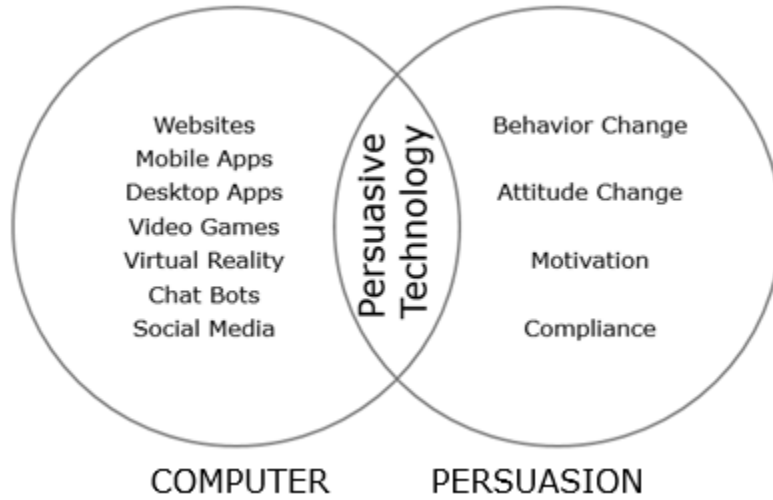 Websites
Mobile Apps
Desktop Apps
Video Games
Virtual Reality
Chat Bots
Social Media
Persuasive
Technology
Behavior Change
Attitude Change
Motivation
Compliance
COMPUTER
PERSUASION